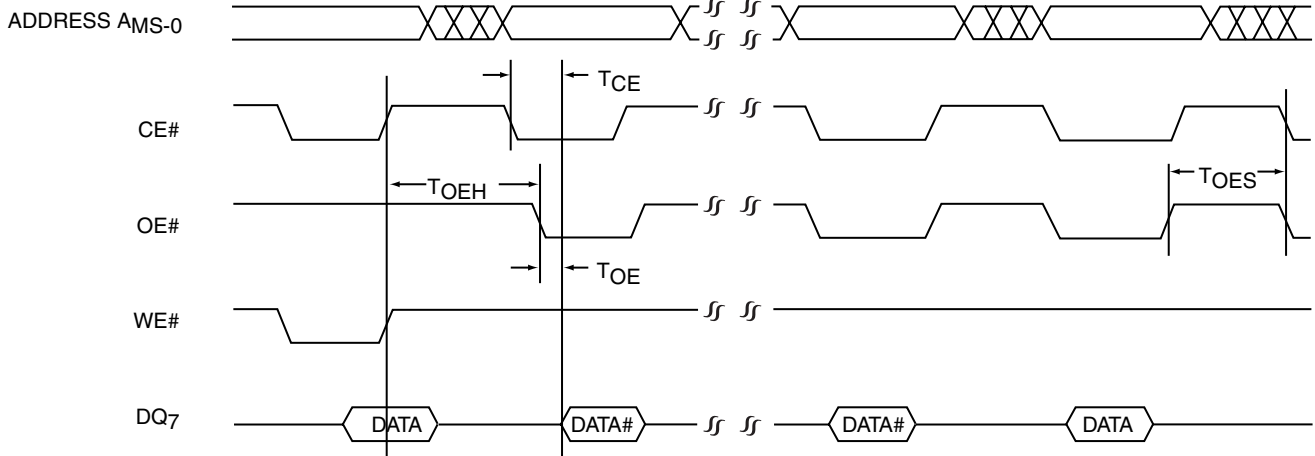 ADDRESS AMS-0
TCE
CE#
TOEH
TOES
OE#
TOE
WE#
DQ7
DATA
DATA#
DATA#
DATA